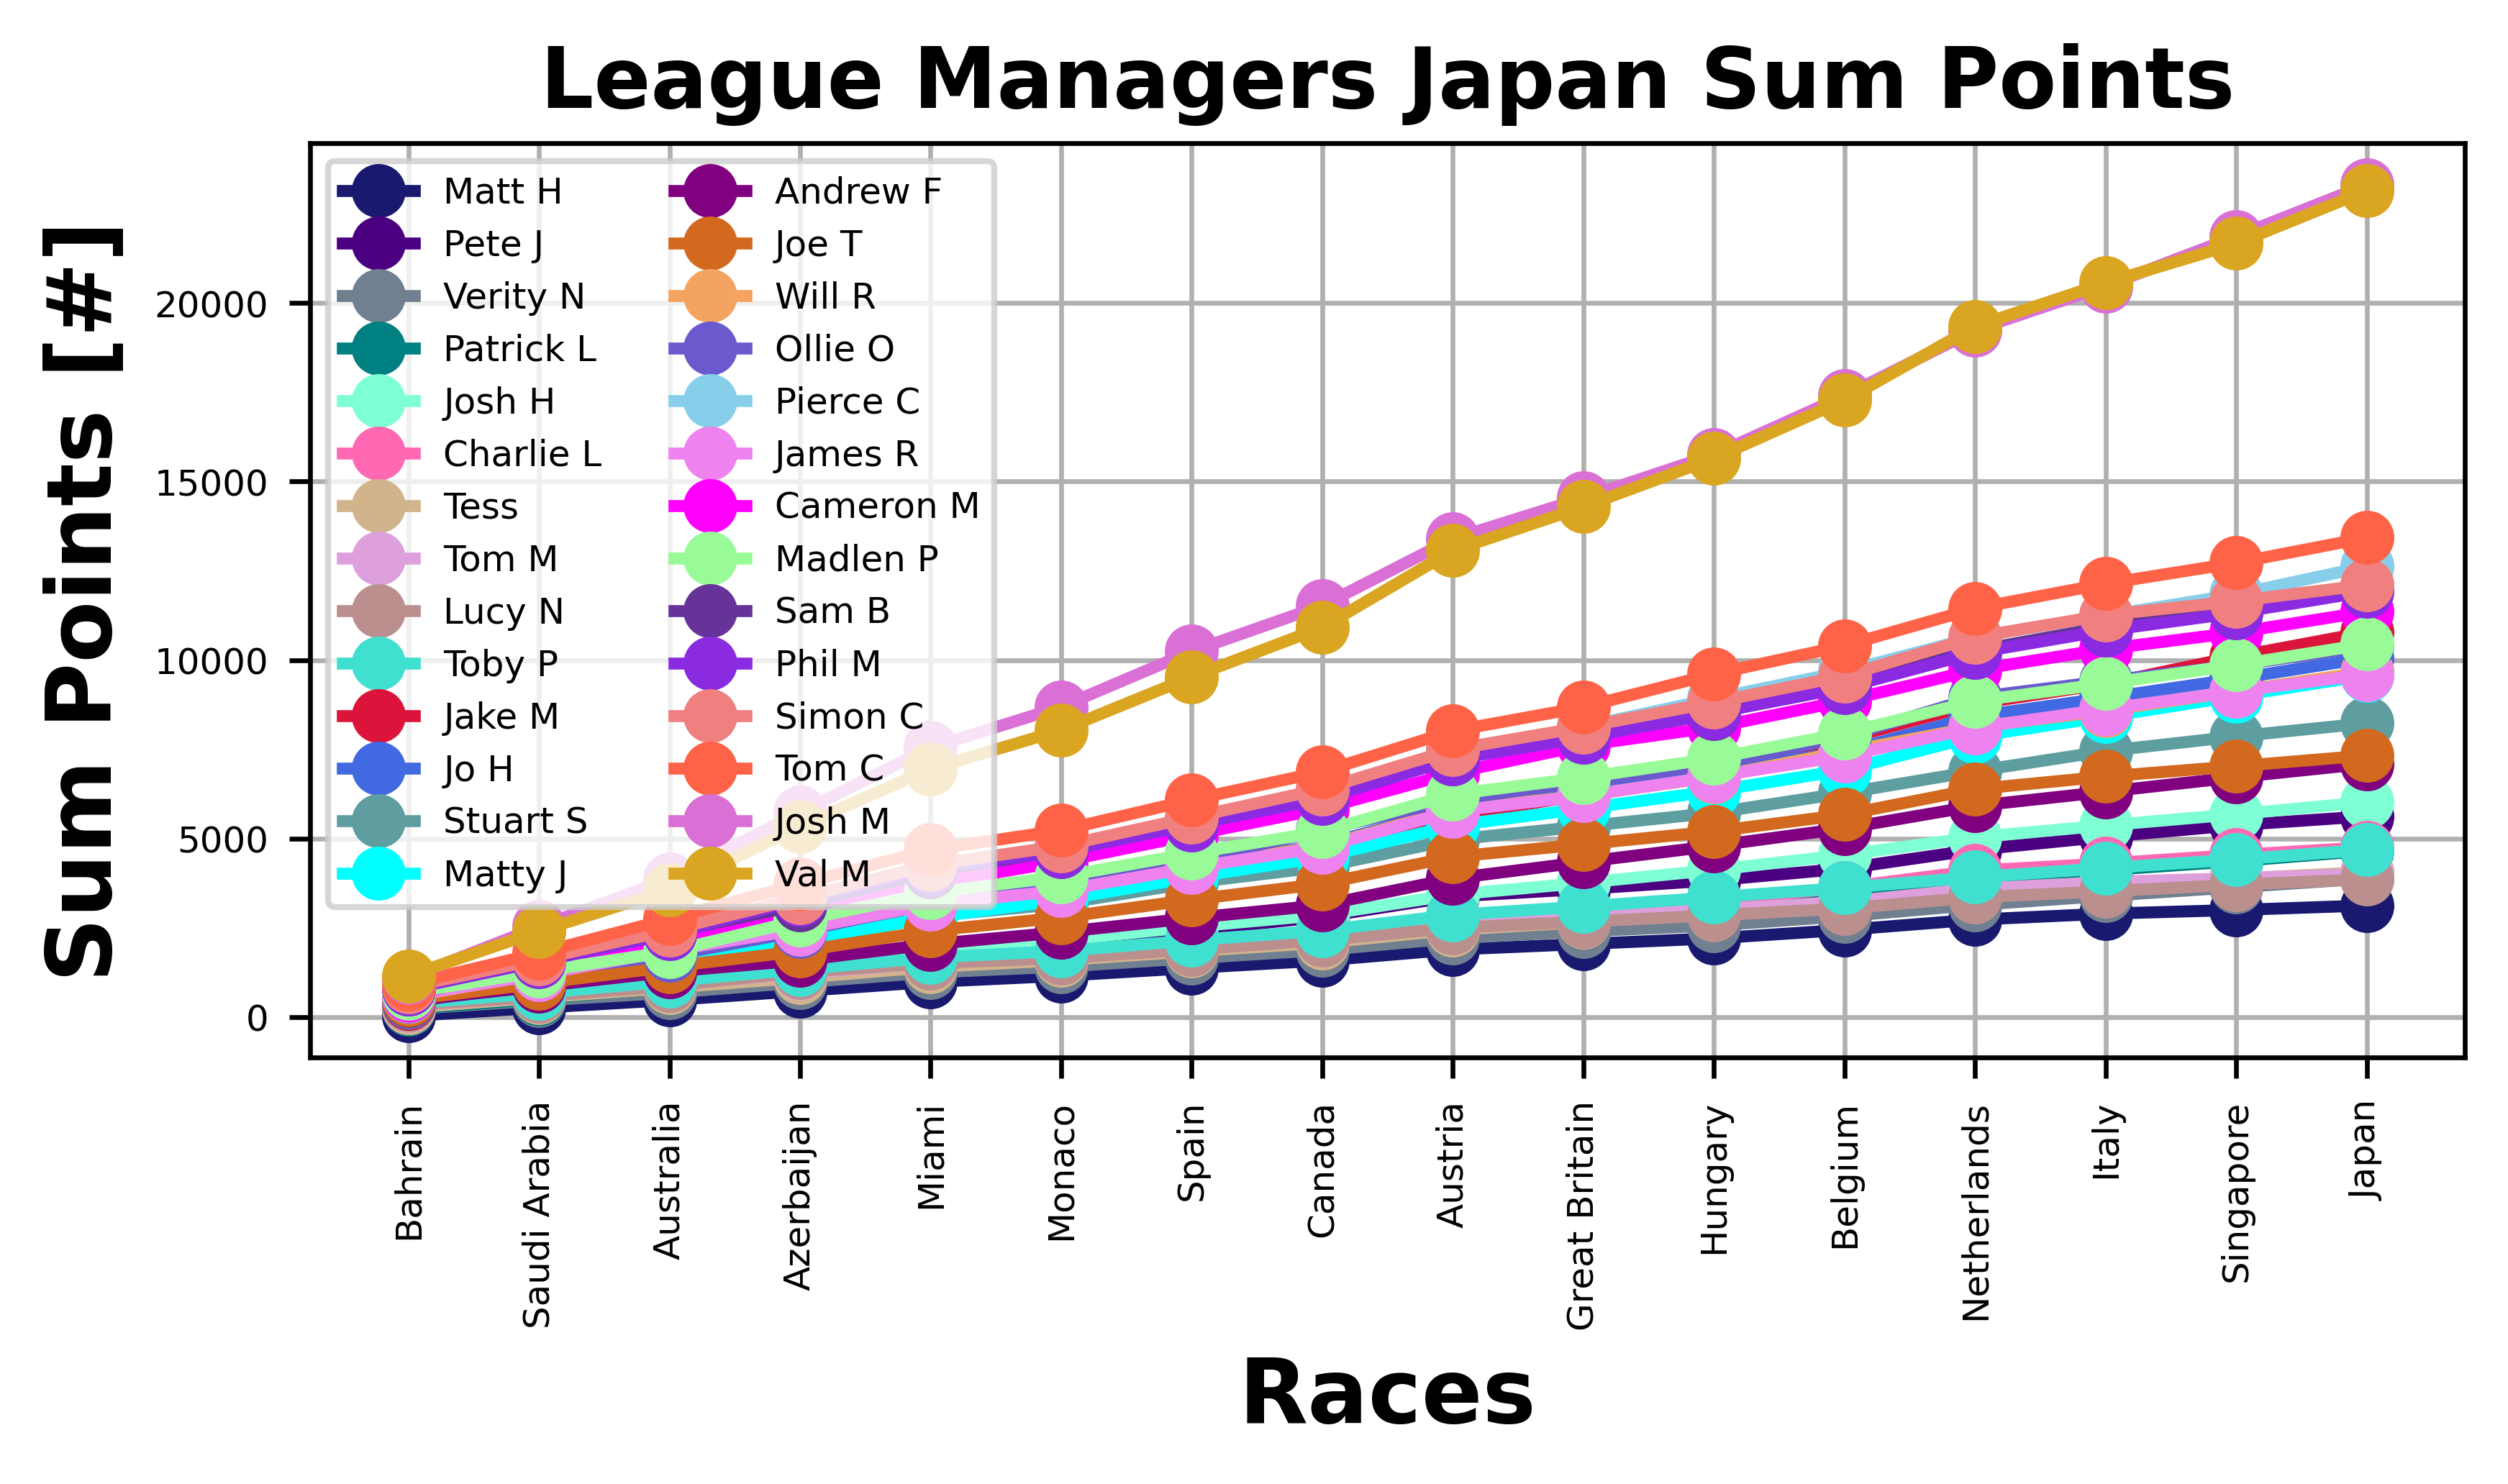 League Managers Japan Sum Points
Sum Points [#]
20000
15000
10000
5000
0
Matt H
Pete J
Verity N
Patrick L
Josh H
Charlie L
Tess
Tom M
Lucy N
Toby P
Jake M
Jo H
Stuart S
Matty J
Andrew F
Joe T
Will R
Ollie O
Pierce C
James R
Cameron M
Madlen P
Sam B
Phil M
Simon C
Tom C
Josh M
Val M
Bahrain
Saudi Arabia
Australia
Azerbaijan
Miami
Monaco
Spain
Canada
Austria
Great Britain
Hungary
Belgium
Netherlands
Italy
Singapore
Japan
Races